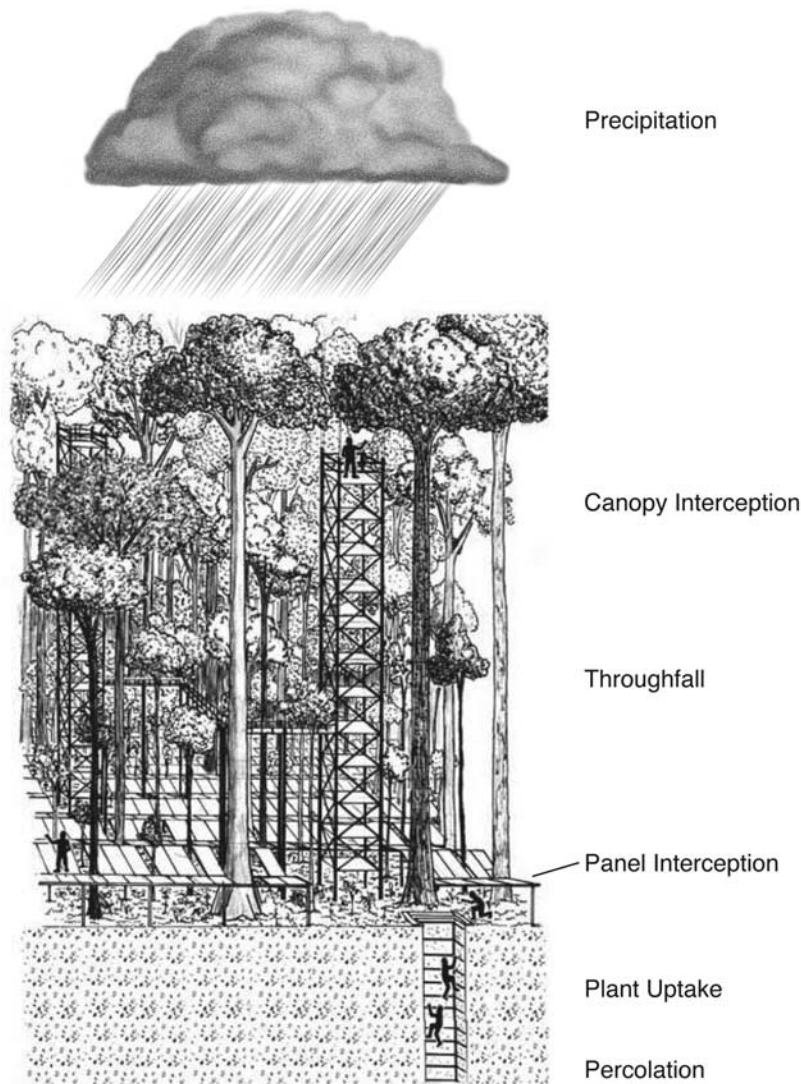 Precipitation
Canopy Interception
Throughfall
Panel Interception
Plant Uptake
Percolation